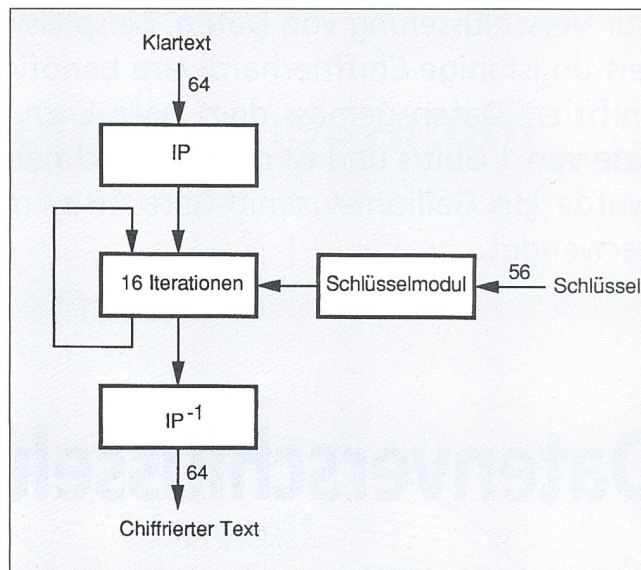 Klartext
64
IP
16 Iterationen
Schlüsselmodul
56
Schlüssel
IP-1
64
Chiffrierter Text